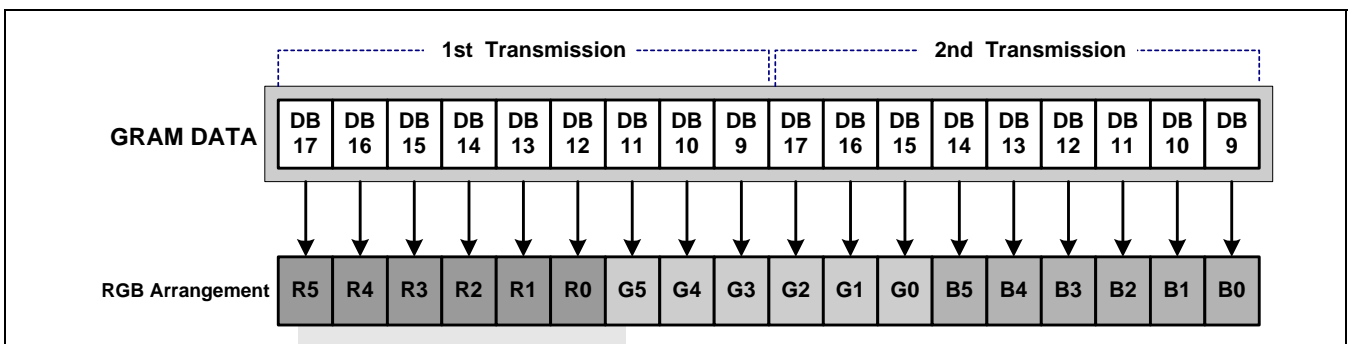 1st Transmission 2nd Transmission
GRAM DATA DB 17 DB 16 DB 15 DB 14 DB 13 DB 12 DB 11 DB 10 DB 9 DB 17 DB 16 DB 15 DB 14 DB 13 DB 12 DB 11 DB 10 DB 9
RGB Arrangement R5 R4 R3 R2 R1 R0 G5 G4 G3 G2 G1 G0 B5 B4 B3 B2 B1 B0